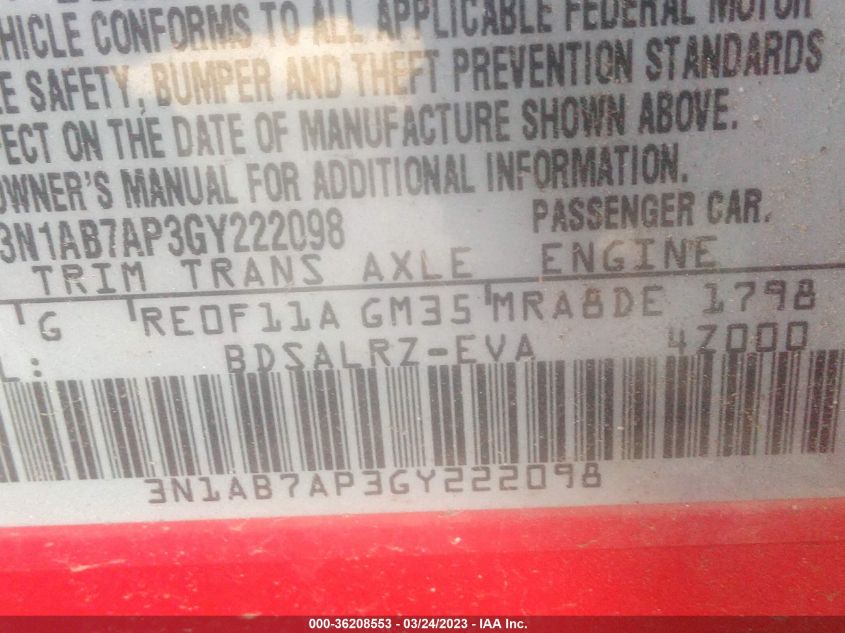 EHICLE CONFORMS TO ALL APPLICABLE FEDERAL MOTOR
E SAFETY, BUMPER AND THEFT PREVENTION STANDARDS
FECT ON THE DATE OF MANUFACTURE SHOWN ABOVE.
OWNER'S MANUAL FOR ADDITIONAL INFORMATION.
3N1AB7AP3GY222098 PASSENGER CAR.
TRIM TRANS AXLE ENGINE
G RE0F11A GM35 MRA8DE 1798
L: BDSALRZ-EVA 4Z000
3N1AB7AP3GY222098
000-36208553 - 03/24/2023 - IAA Inc.